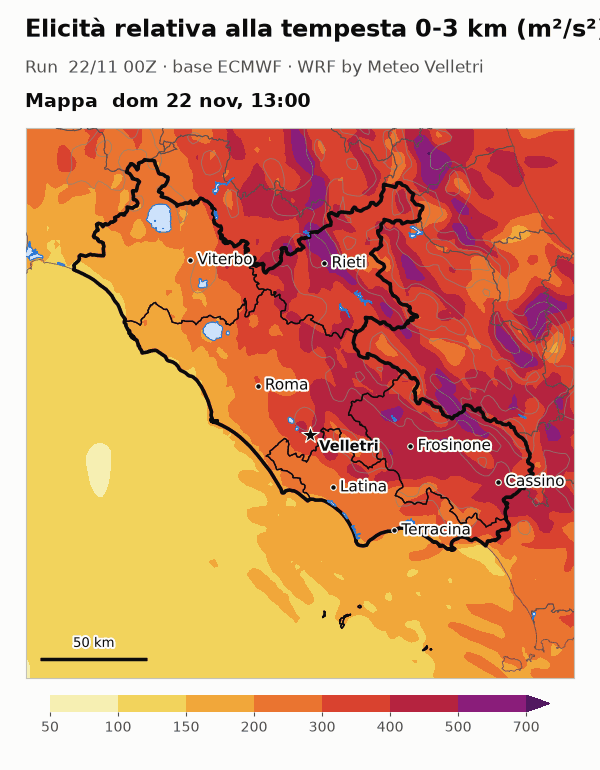 Elicità relativa alla tempesta 0-3 km (m²/s²)
Run 22/11 00Z · base ECMWF · WRF by Meteo Velletri
Mappa dom 22 nov, 13:00
Viterbo
Rieti
Roma
Velletri
Frosinone
Cassino
Latina
Terracina
50 km
50 100 150 200 300 400 500 700